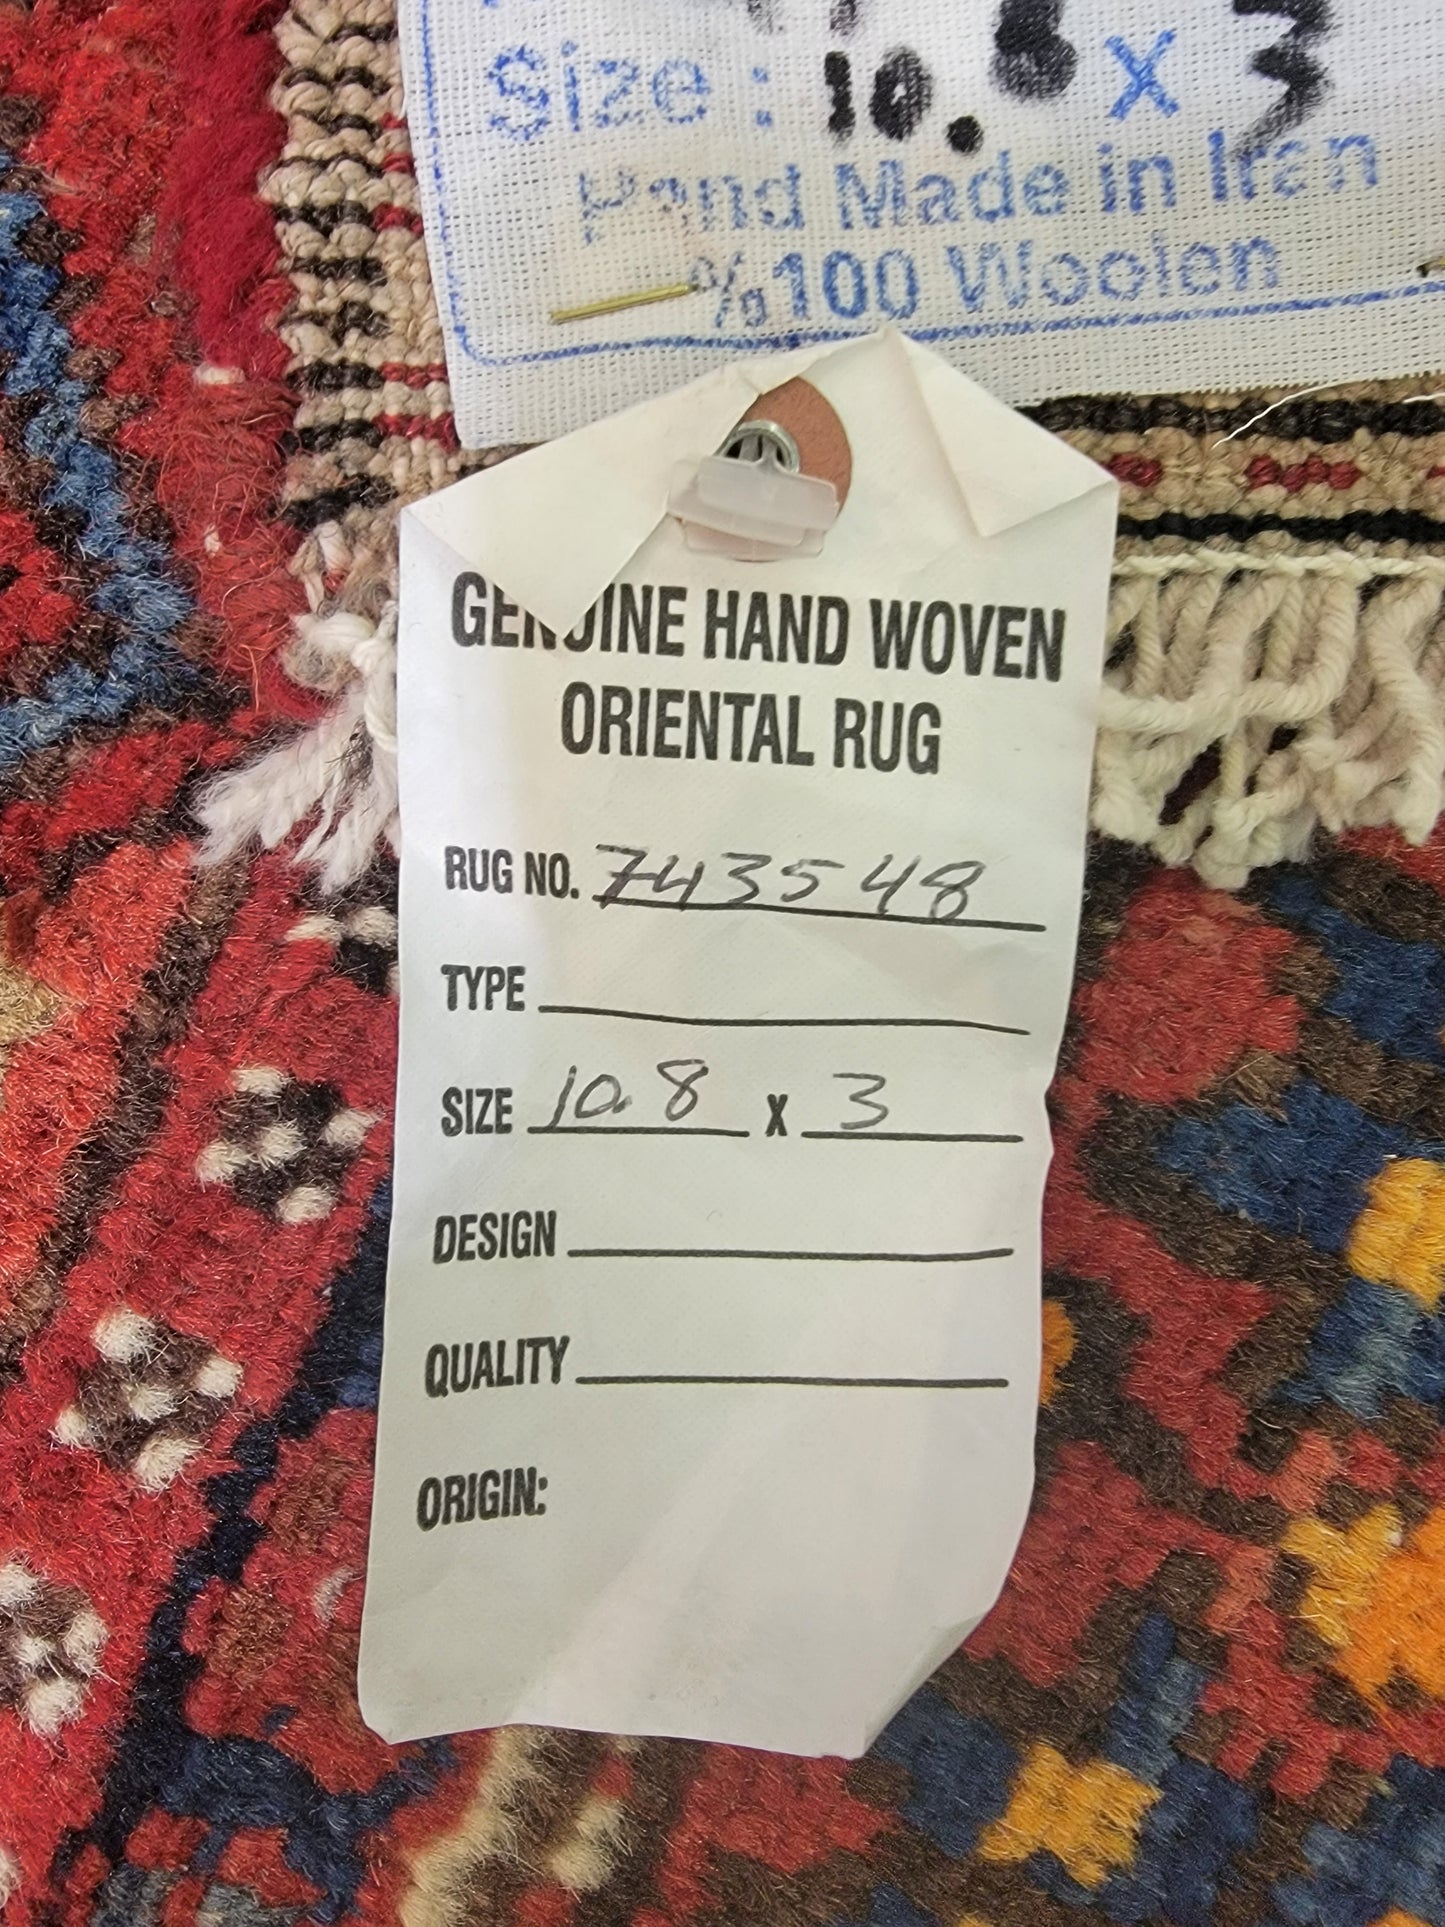 Size : 10.8 x 3
Hand Made in Iran
%100 Woolen
GENUINE HAND WOVEN
ORIENTAL RUG
RUG NO. 743548
TYPE
SIZE 10.8 X 3
DESIGN
QUALITY
ORIGIN: